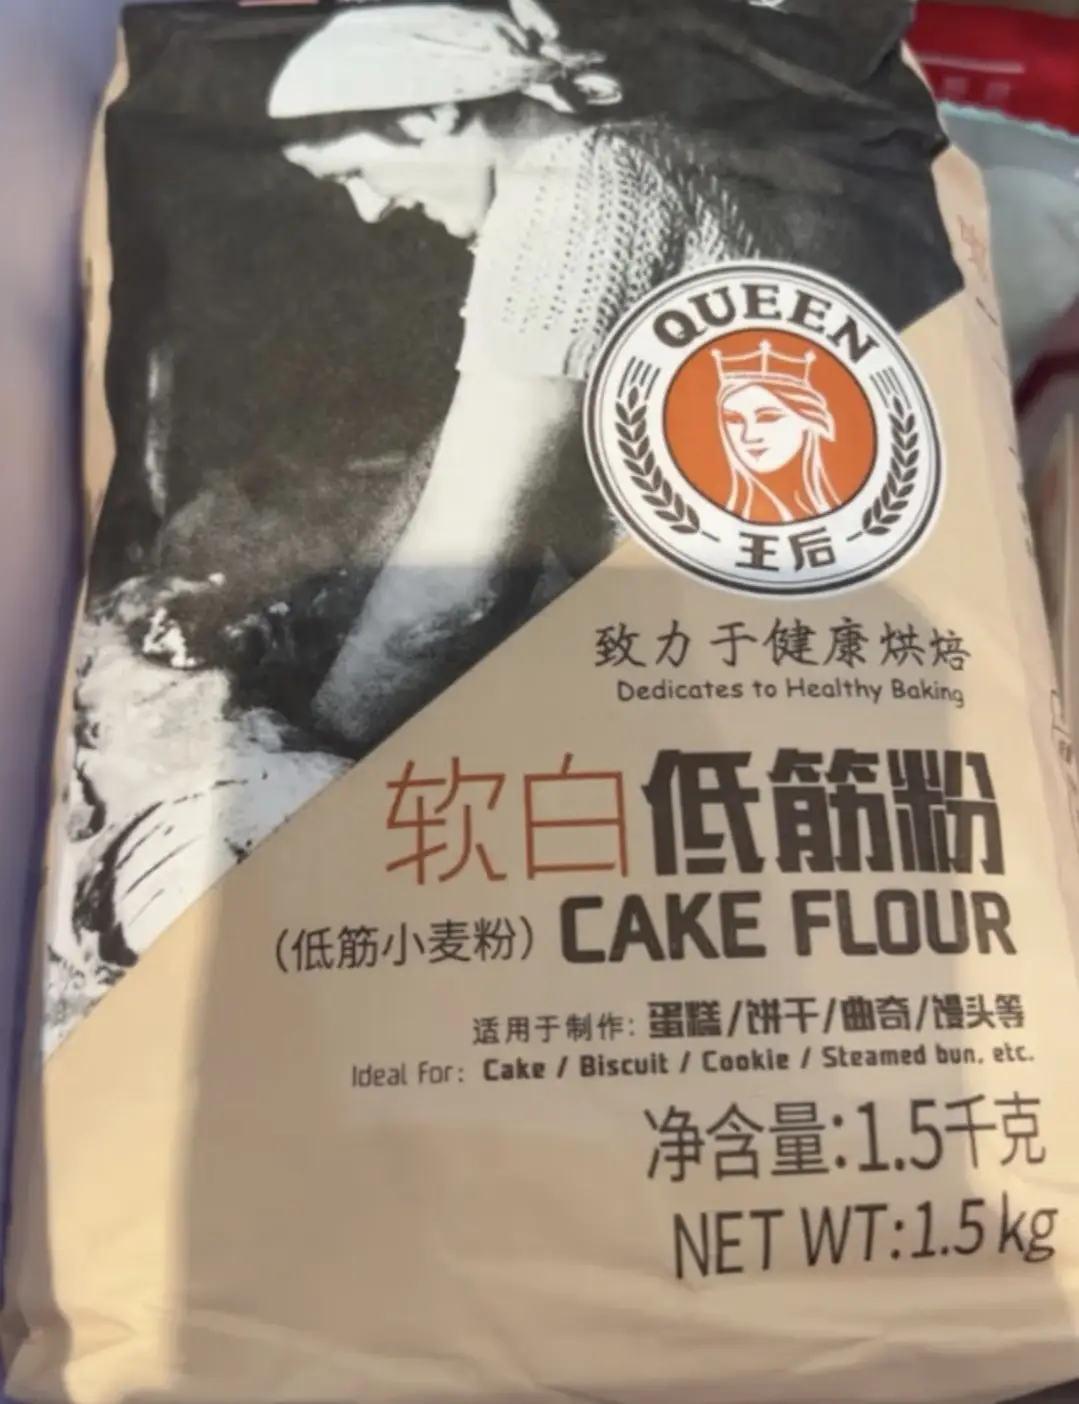 QUEEN
王后
致力于健康烘焙
Dedicates to Healthy Baking
软白低筋粉
（低筋小麦粉）CAKE FLOUR
适用于制作：蛋糕/饼干/曲奇/馒头等
Ideal For: Cake / Biscuit / Cookie / Steamed bun, etc.
净含量:1.5千克
NET WT:1.5kg